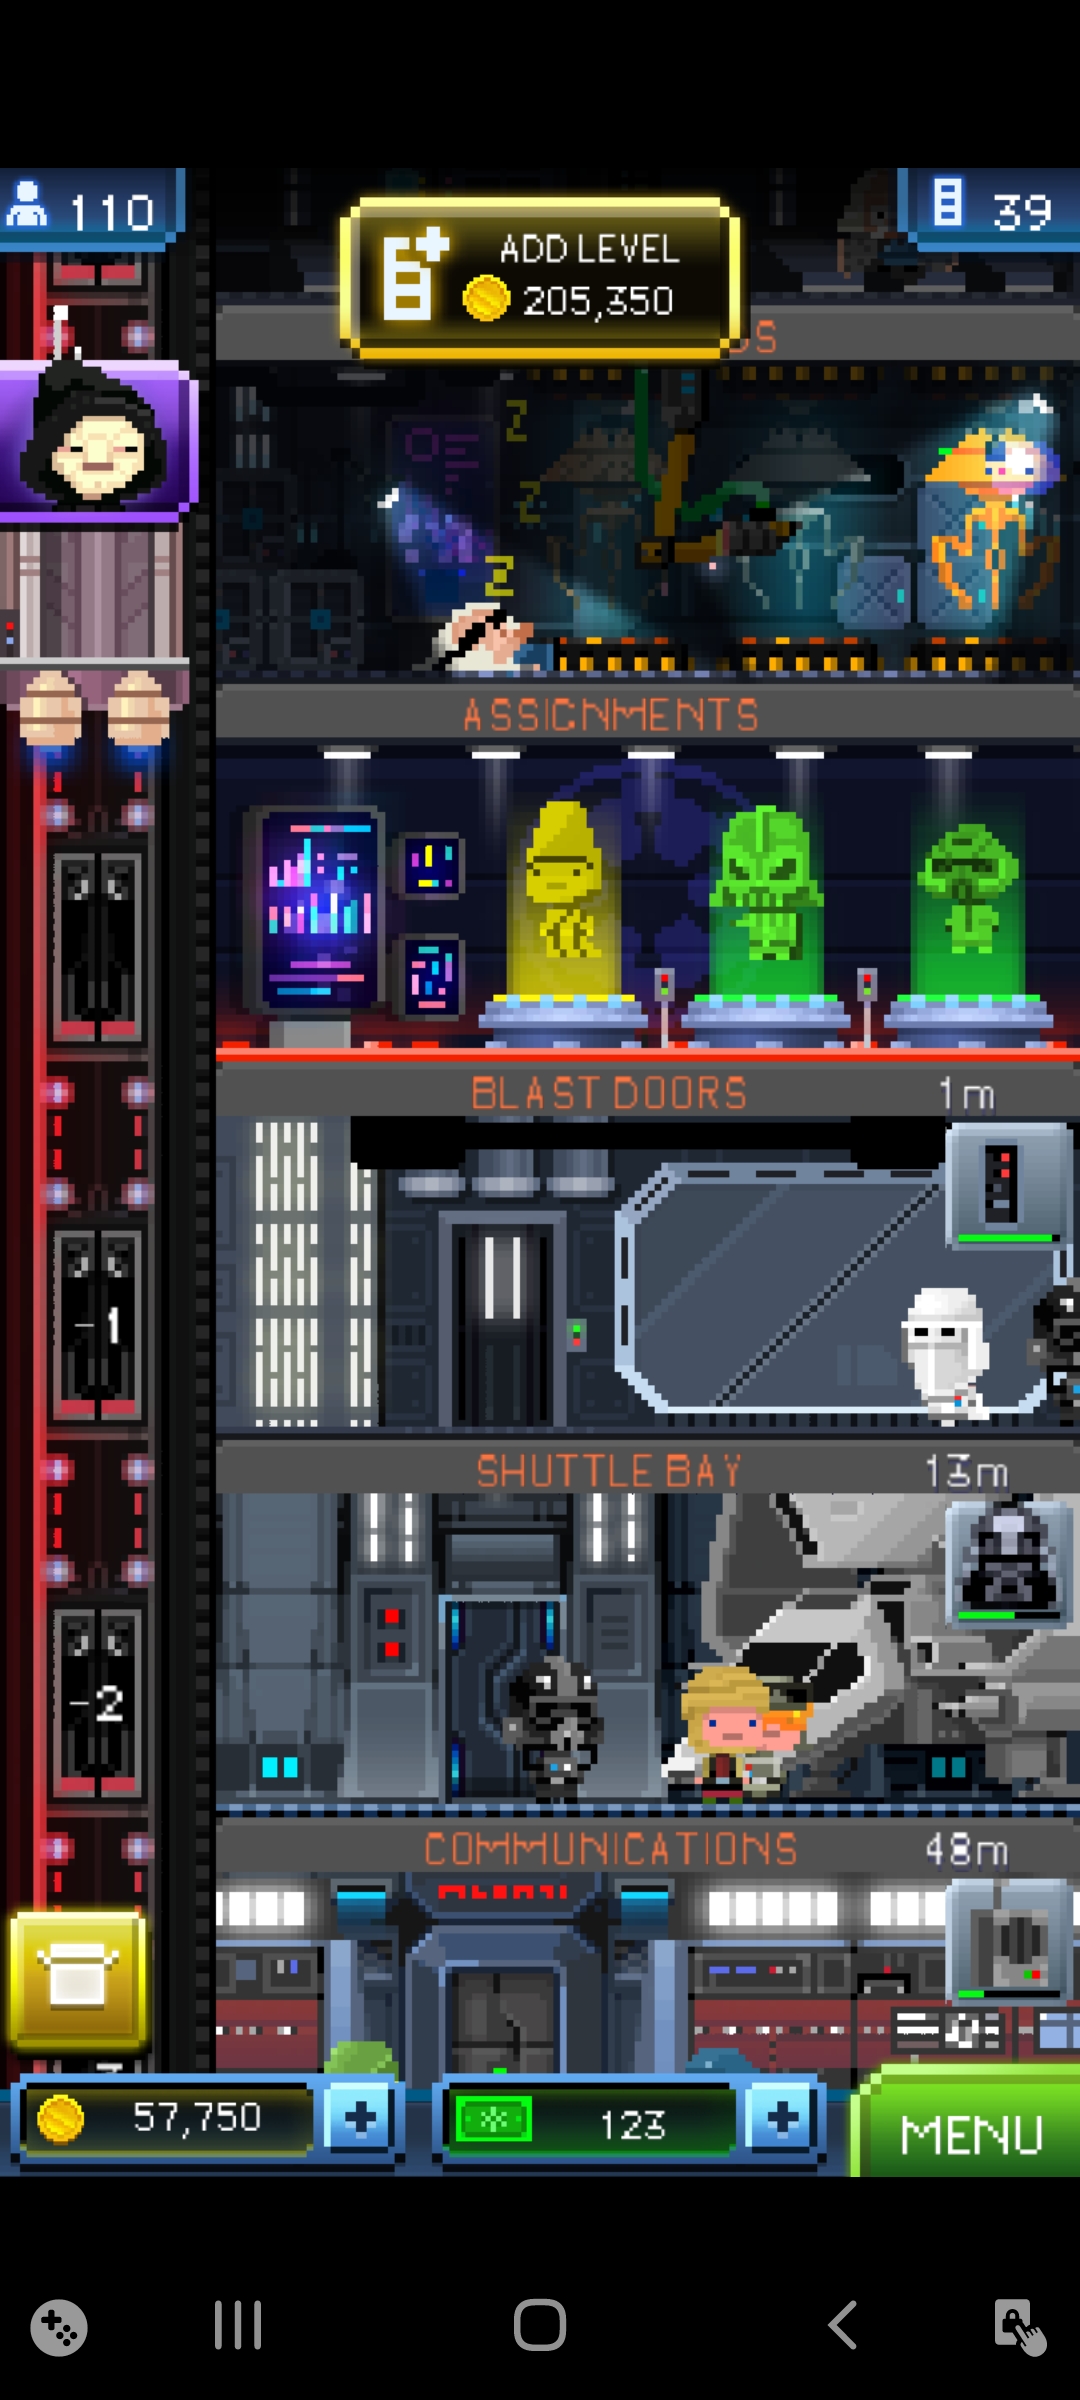 110
ADD LEVEL
205,350
39
DS
Z
Z
Z
ASSIGNMENTS
BLAST DOORS 1m
-1
SHUTTLE BAY 13m
-2
COMMUNICATIONS 48m
57,750
123
MENU